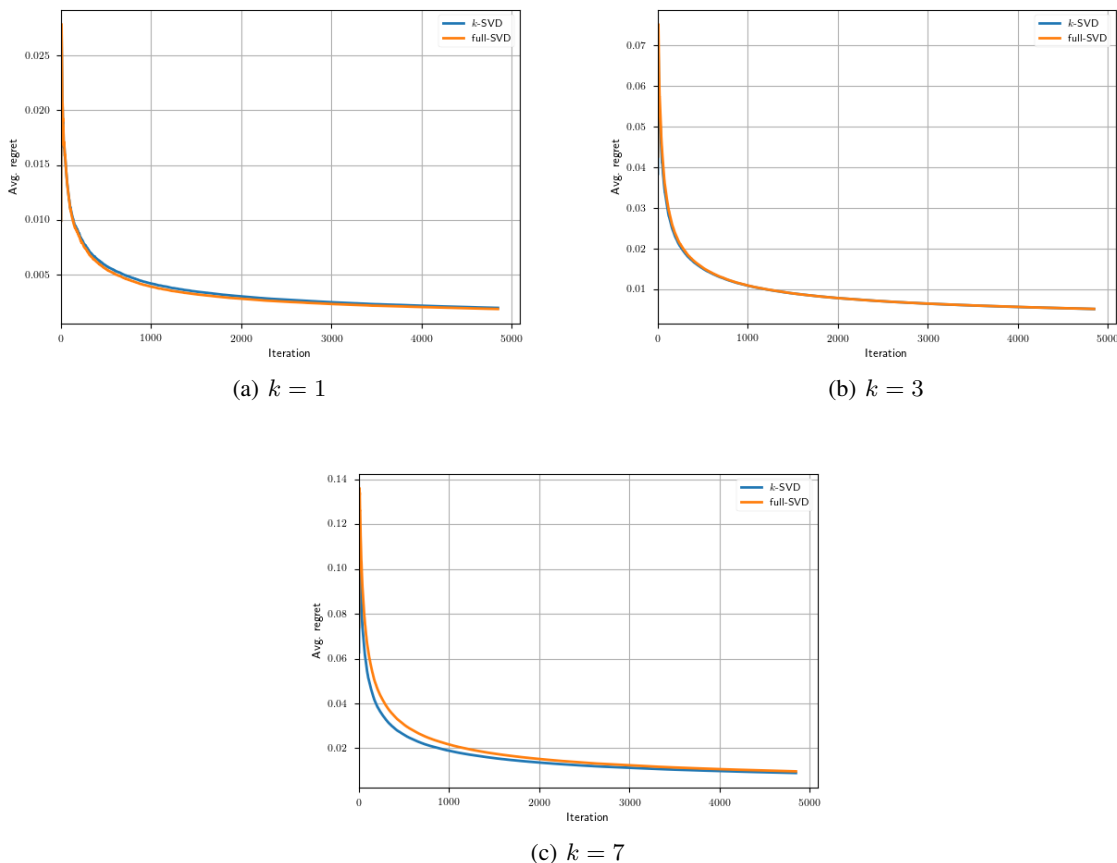 k-SVD
full-SVD
0.025
0.020
0.015
0.010
0.005
Avg. regret
0 1000 2000 3000 4000 5000
Iteration
(a) k = 1
k-SVD
full-SVD
0.07
0.06
0.05
0.04
0.03
0.02
0.01
Avg. regret
0 1000 2000 3000 4000 5000
Iteration
(b) k = 3
k-SVD
full-SVD
0.14
0.12
0.10
0.08
0.06
0.04
0.02
Avg. regret
0 1000 2000 3000 4000 5000
Iteration
(c) k = 7